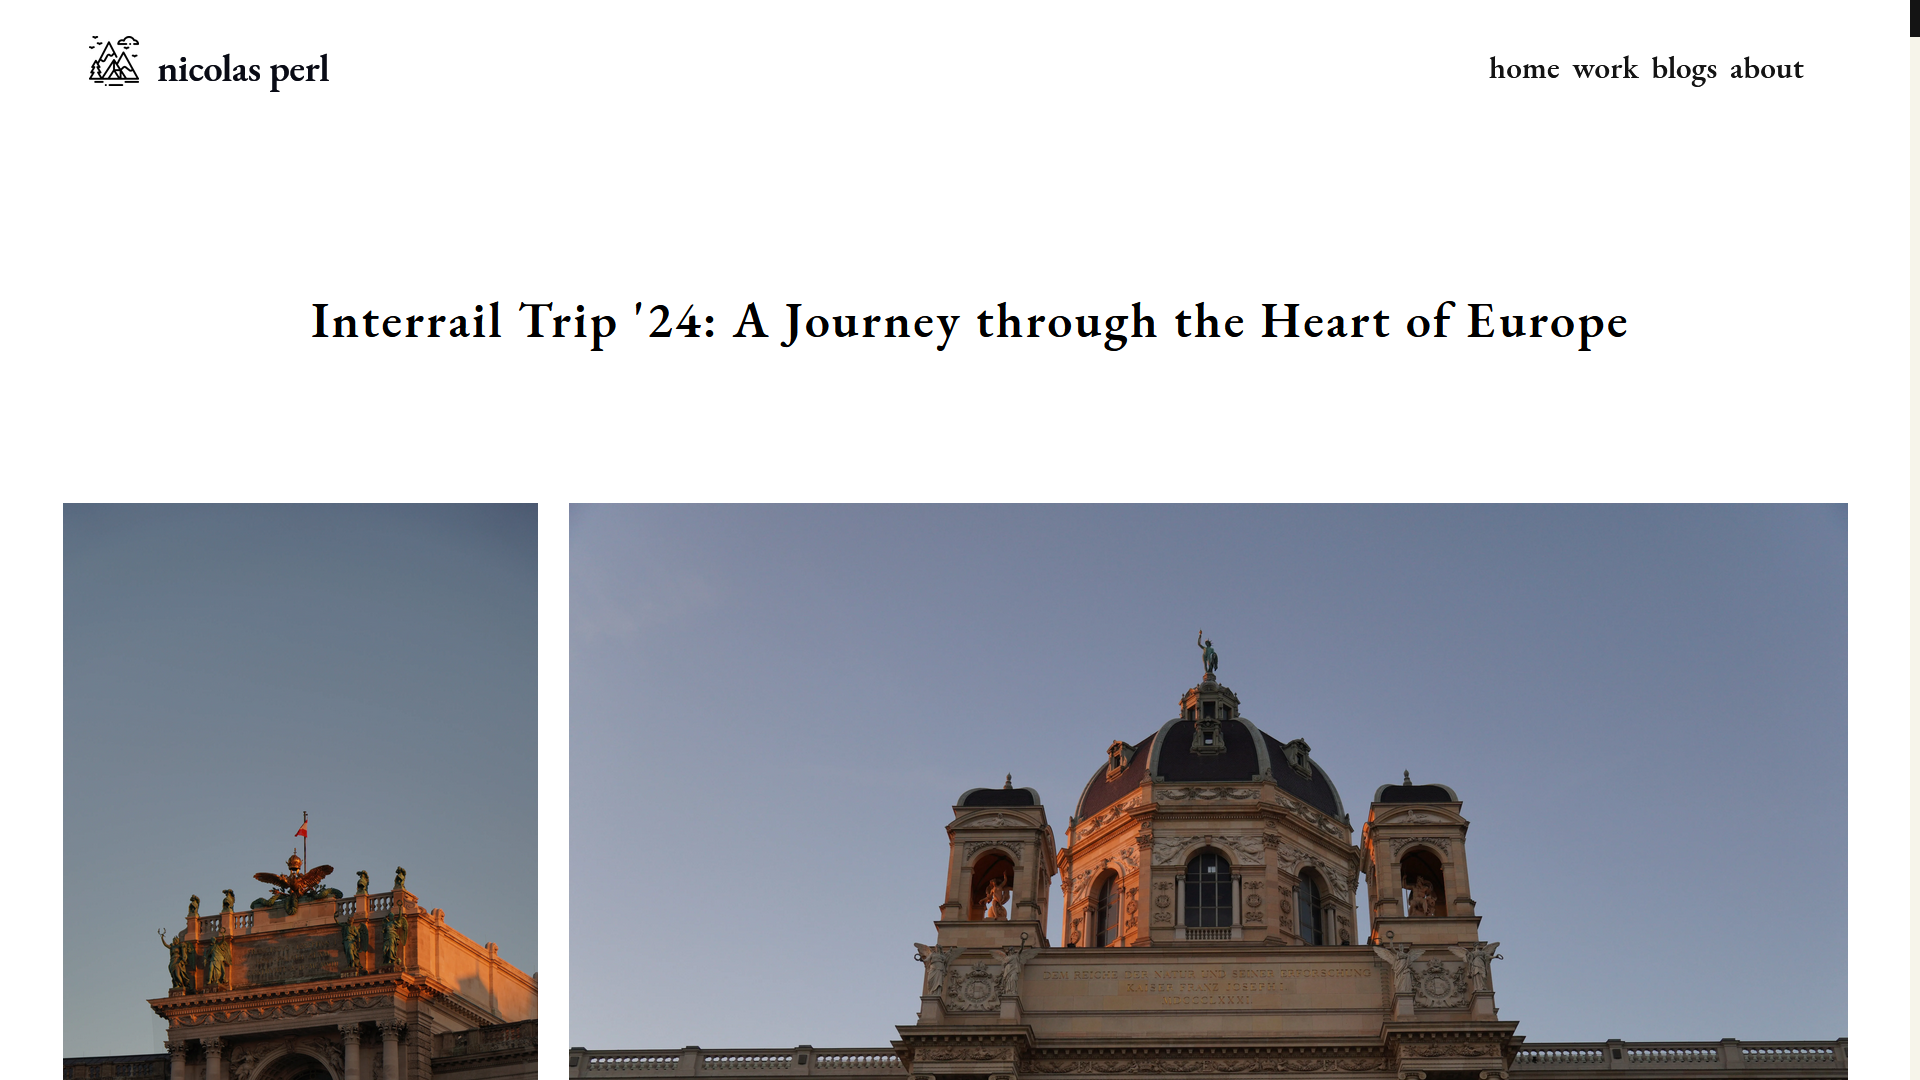 nicolas perl
home work blogs about
Interrail Trip '24: A Journey through the Heart of Europe
DEM REICHE DER NATUR UND SEINER ERFORSCHUNG
KAISER FRANZ JOSEPH I
MDCCCLXXXI